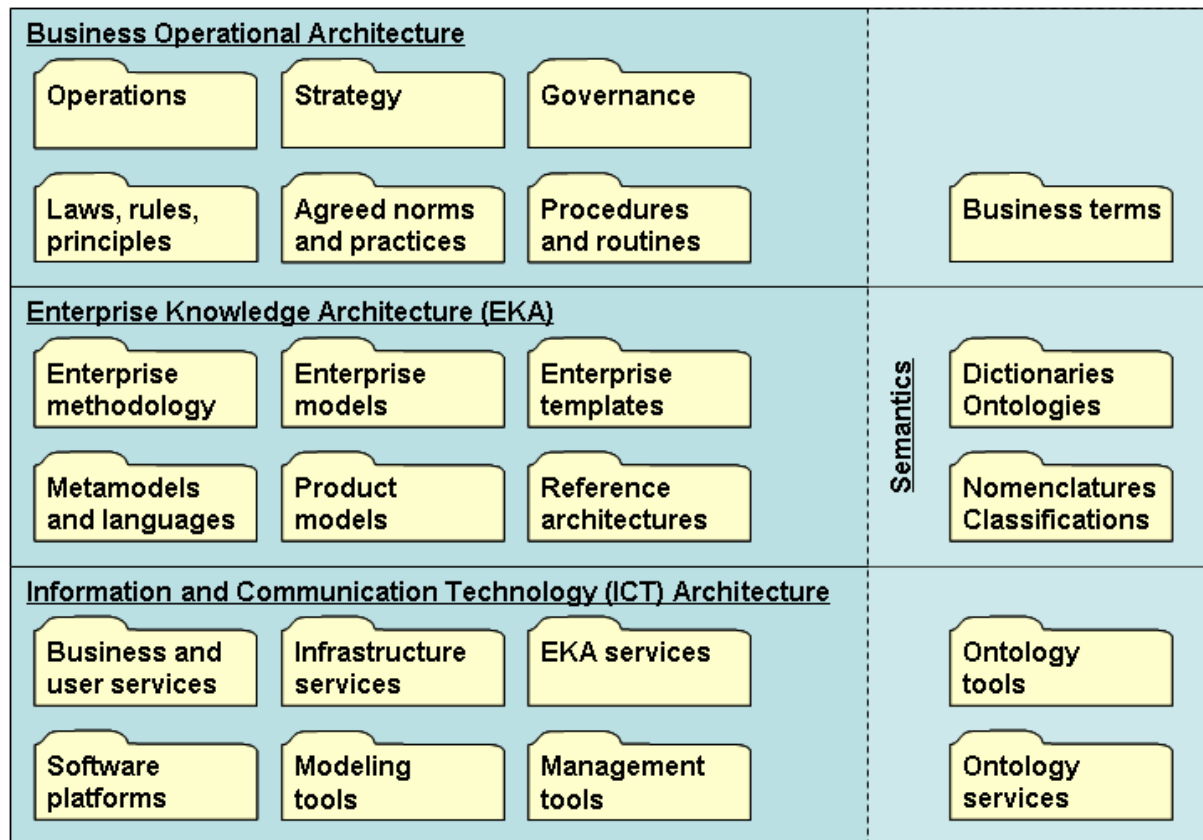 Business Operational Architecture
Operations
Strategy
Governance
Laws, rules,
principles
Agreed norms
and practices
Procedures
and routines
Business terms
Enterprise Knowledge Architecture (EKA)
Enterprise
methodology
Enterprise
models
Enterprise
templates
Metamodels
and languages
Product
models
Reference
architectures
Semantics
Dictionaries
Ontologies
Nomenclatures
Classifications
Information and Communication Technology (ICT) Architecture
Business and
user services
Infrastructure
services
EKA services
Software
platforms
Modeling
tools
Management
tools
Ontology
tools
Ontology
services